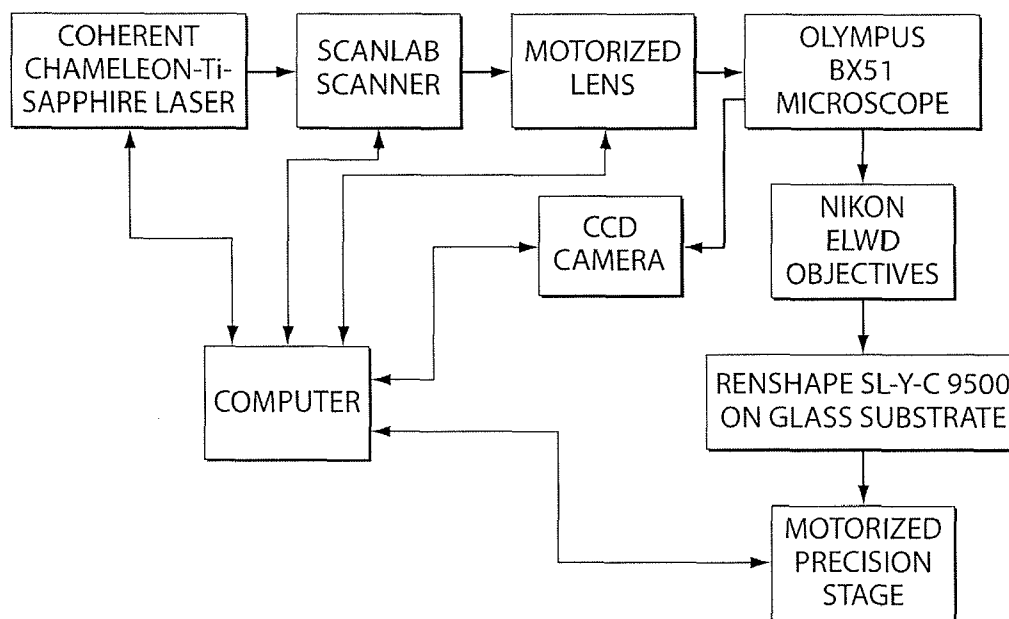 COHERENT
CHAMELEON-Ti-
SAPPHIRE LASER
SCANLAB
SCANNER
MOTORIZED
LENS
OLYMPUS
BX51
MICROSCOPE
CCD
CAMERA
NIKON
ELWD
OBJECTIVES
COMPUTER
RENSHAPE SL-Y-C 9500
ON GLASS SUBSTRATE
MOTORIZED
PRECISION
STAGE